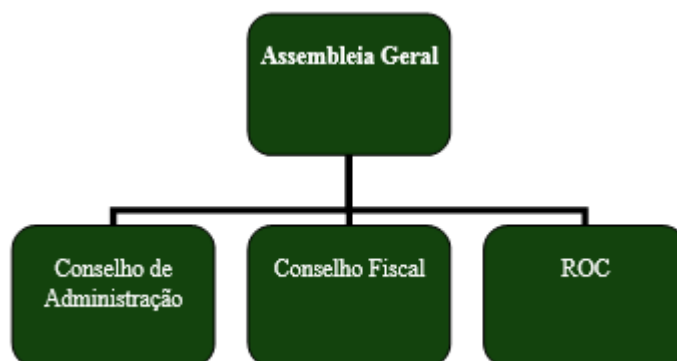 Assembleia Geral
Conselho de
Administração
Conselho Fiscal
ROC